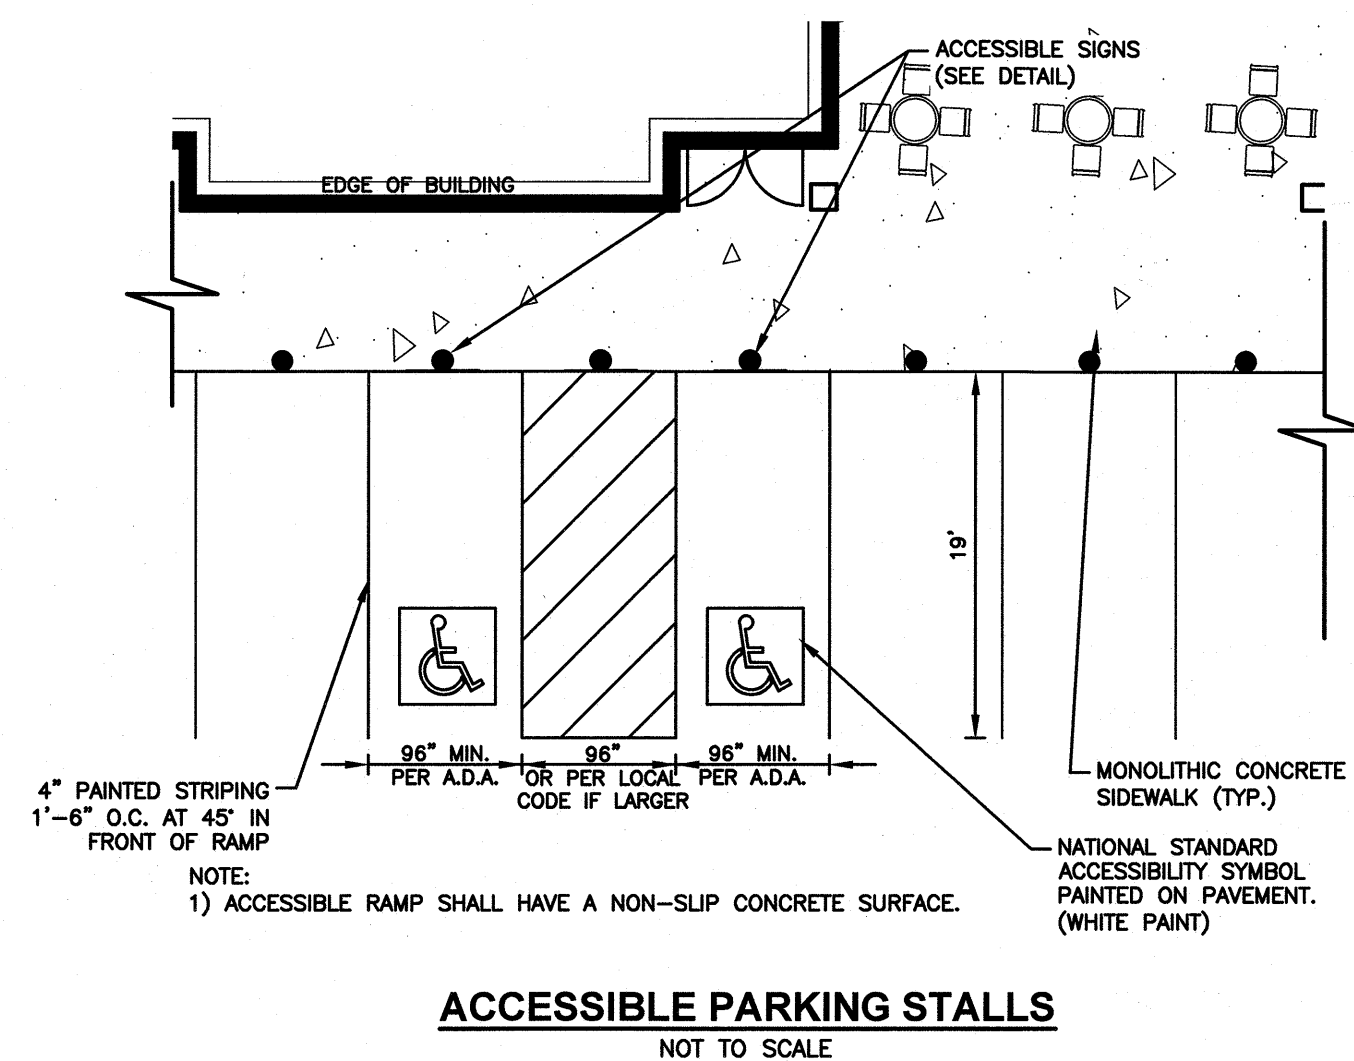 ACCESSIBLE SIGNS
(SEE DETAIL)
EDGE OF BUILDING
19'
96" MIN.
PER A.D.A.
96"
OR PER LOCAL
CODE IF LARGER
96" MIN.
PER A.D.A.
4" PAINTED STRIPING
1'-6" O.C. AT 45° IN
FRONT OF RAMP
MONOLITHIC CONCRETE
SIDEWALK (TYP.)
NATIONAL STANDARD
ACCESSIBILITY SYMBOL
PAINTED ON PAVEMENT.
(WHITE PAINT)
NOTE:
1) ACCESSIBLE RAMP SHALL HAVE A NON-SLIP CONCRETE SURFACE.
ACCESSIBLE PARKING STALLS
NOT TO SCALE